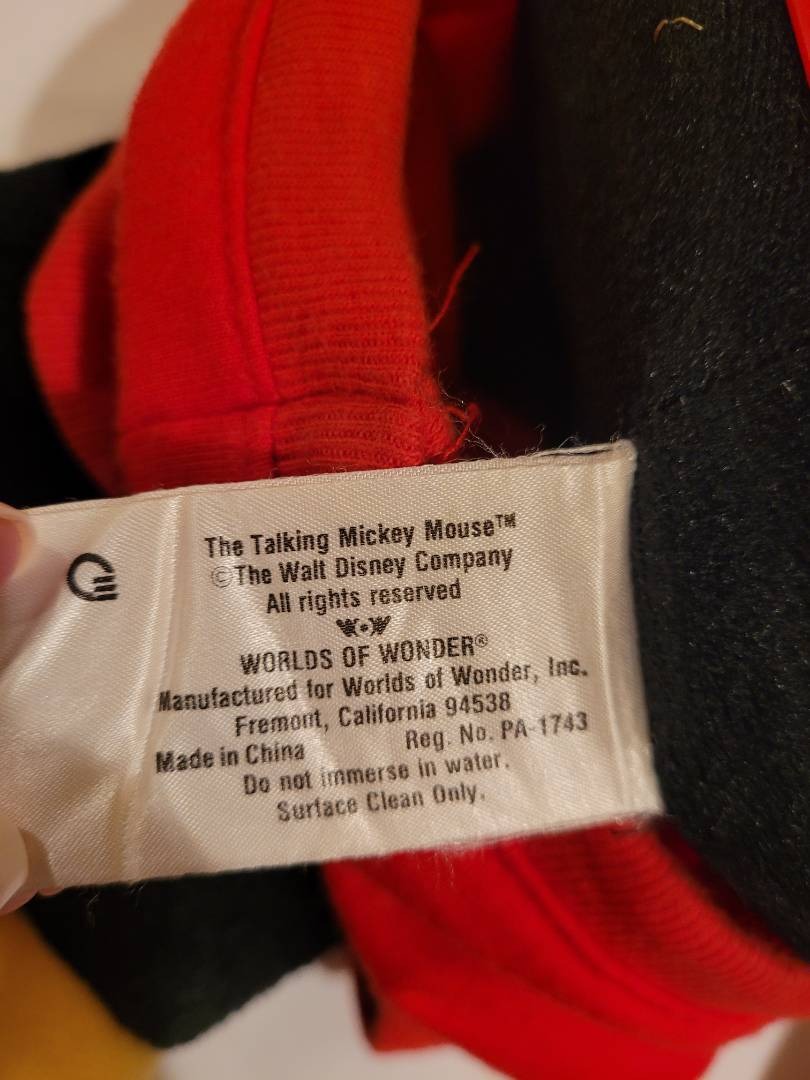 The Talking Mickey Mouse™
©The Walt Disney Company
All rights reserved
WORLDS OF WONDER®
Manufactured for Worlds of Wonder, Inc.
Fremont, California 94538
Made in China Reg. No. PA-1743
Do not immerse in water.
Surface Clean Only.